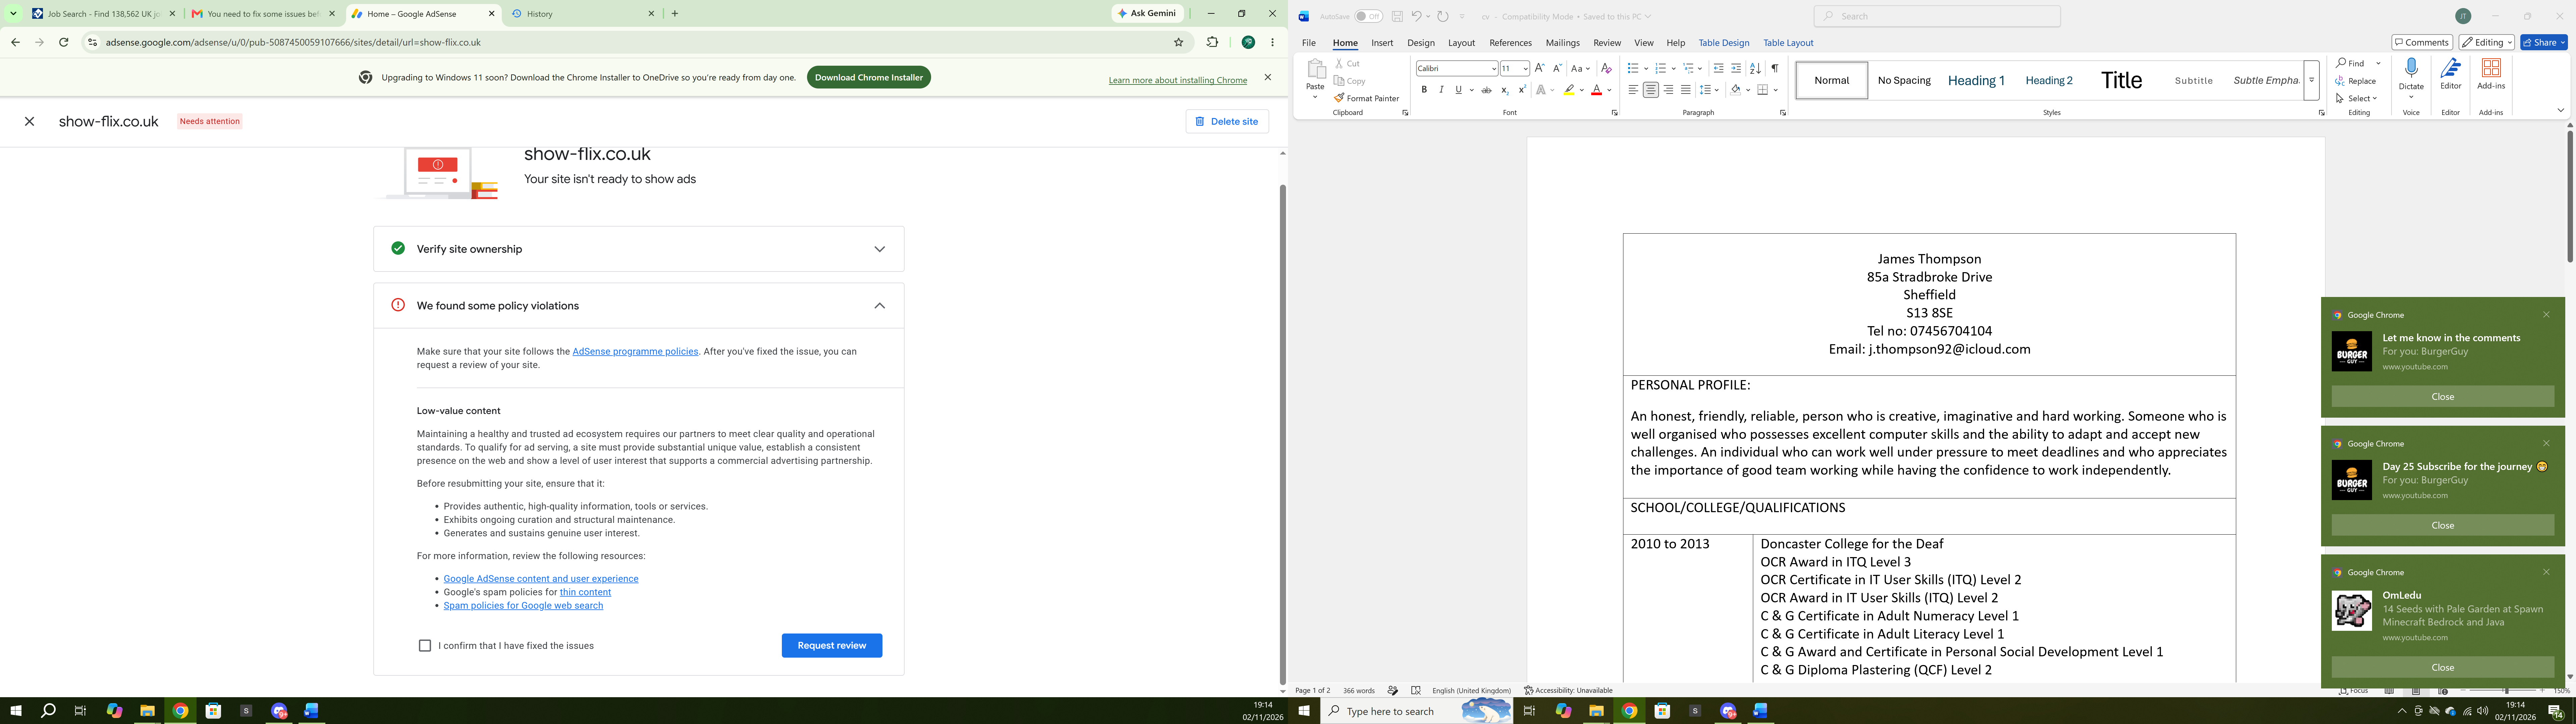 Job Search - Find 138,562 UK jo
You need to fix some issues bef
Home – Google AdSense
History
Ask Gemini
adsense.google.com/adsense/u/0/pub-5087450059107666/sites/detail/url=show-flix.co.uk
Upgrading to Windows 11 soon? Download the Chrome Installer to OneDrive so you're ready from day one.
Download Chrome Installer
Learn more about installing Chrome
show-flix.co.uk
Needs attention
Delete site
show-flix.co.uk
Your site isn't ready to show ads
Verify site ownership
We found some policy violations
Make sure that your site follows the AdSense programme policies. After you've fixed the issue, you can
request a review of your site.
Low-value content
Maintaining a healthy and trusted ad ecosystem requires our partners to meet clear quality and operational
standards. To qualify for ad serving, a site must provide substantial unique value, establish a consistent
presence on the web and show a level of user interest that supports a commercial advertising partnership.
Before resubmitting your site, ensure that it:
• Provides authentic, high-quality information, tools or services.
• Exhibits ongoing curation and structural maintenance.
• Generates and sustains genuine user interest.
For more information, review the following resources:
• Google AdSense content and user experience
• Google's spam policies for thin content
• Spam policies for Google web search
I confirm that I have fixed the issues
Request review
19:14
02/11/2026
AutoSave Off
cv - Compatibility Mode • Saved to this PC
Search
JT
File Home Insert Design Layout References Mailings Review View Help Table Design Table Layout
Comments
Editing
Share
Paste
Cut
Copy
Format Painter
Clipboard
Calibri
11
Font
Paragraph
Normal
No Spacing
Heading 1
Heading 2
Title
Subtitle
Subtle Empha.
Styles
Find
Replace
Select
Editing
Dictate
Voice
Editor
Editor
Add-ins
Add-ins
James Thompson
85a Stradbroke Drive
Sheffield
S13 8SE
Tel no: 07456704104
Email: j.thompson92@icloud.com
PERSONAL PROFILE:
An honest, friendly, reliable, person who is creative, imaginative and hard working. Someone who is
well organised who possesses excellent computer skills and the ability to adapt and accept new
challenges. An individual who can work well under pressure to meet deadlines and who appreciates
the importance of good team working while having the confidence to work independently.
SCHOOL/COLLEGE/QUALIFICATIONS
2010 to 2013
Doncaster College for the Deaf
OCR Award in ITQ Level 3
OCR Certificate in IT User Skills (ITQ) Level 2
OCR Award in IT User Skills (ITQ) Level 2
C & G Certificate in Adult Numeracy Level 1
C & G Certificate in Adult Literacy Level 1
C & G Award and Certificate in Personal Social Development Level 1
C & G Diploma Plastering (QCF) Level 2
Google Chrome
BURGER
GUY
Let me know in the comments
For you: BurgerGuy
www.youtube.com
Close
Google Chrome
BURGER
GUY
Day 25 Subscribe for the journey 😁
For you: BurgerGuy
www.youtube.com
Close
Google Chrome
OmLedu
14 Seeds with Pale Garden at Spawn
Minecraft Bedrock and Java
www.youtube.com
Close
Page 1 of 2
366 words
English (United Kingdom)
Accessibility: Unavailable
Focus
150%
Type here to search
19:14
02/11/2026